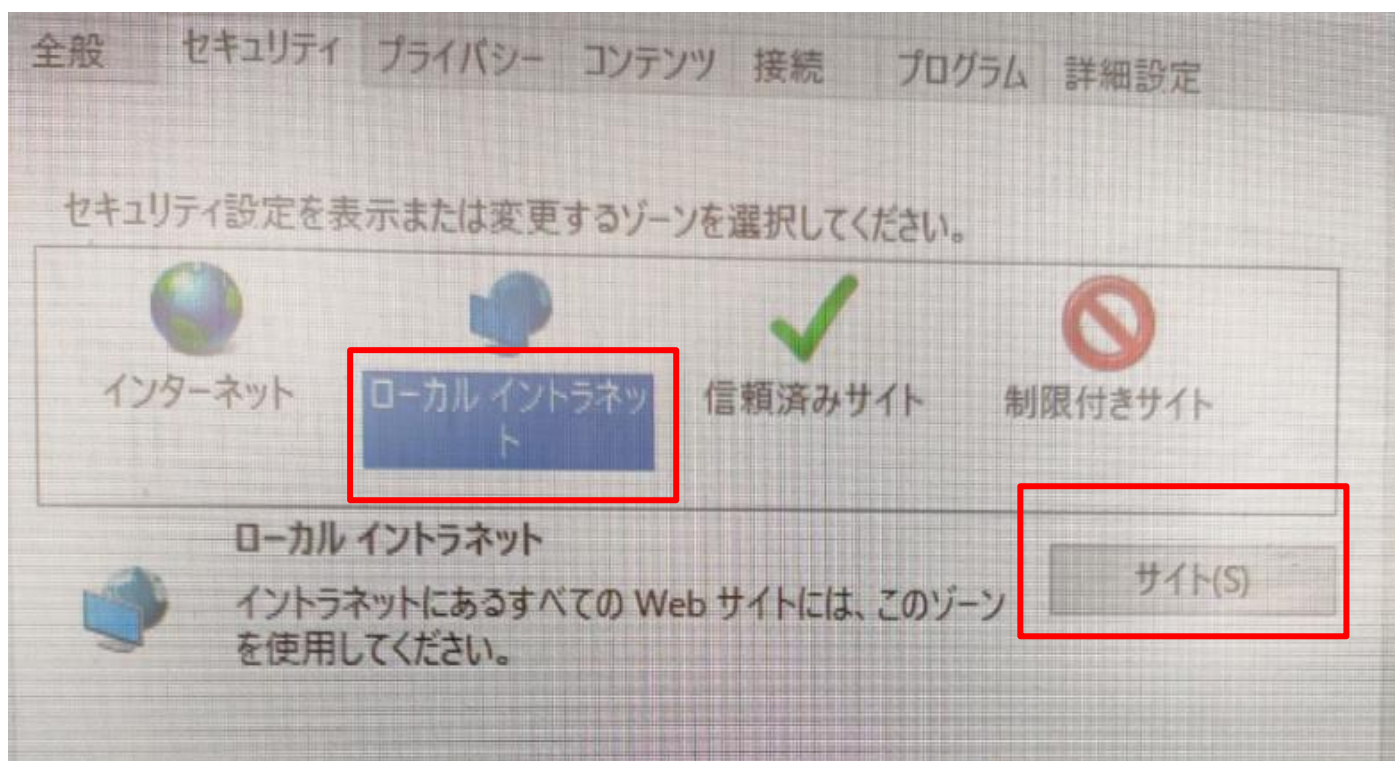 全般 セキュリティ プライバシー コンテンツ 接続 プログラム 詳細設定
セキュリティ設定を表示または変更するゾーンを選択してください。
インターネット
ローカル イントラネッ
ト
信頼済みサイト
制限付きサイト
ローカル イントラネット
イントラネットにあるすべての Web サイトには、このゾーン
を使用してください。
サイト(S)